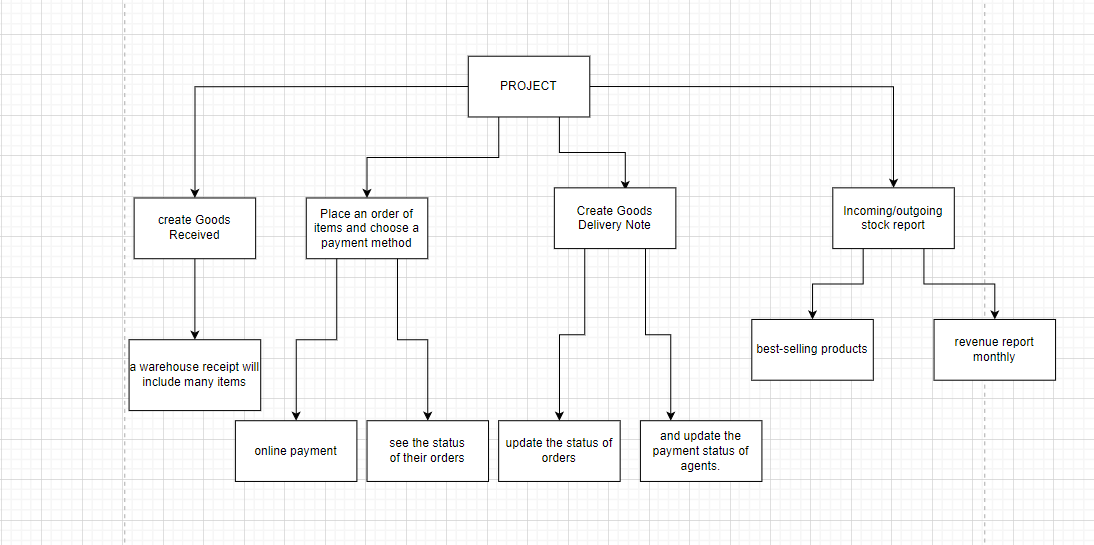 PROJECT
create Goods
Received
Place an order of
items and choose a
payment method
Create Goods
Delivery Note
Incoming/outgoing
stock report
a warehouse receipt will
include many items
online payment
see the status
of their orders
update the status of
orders
and update the
payment status of
agents.
best-selling products
revenue report
monthly